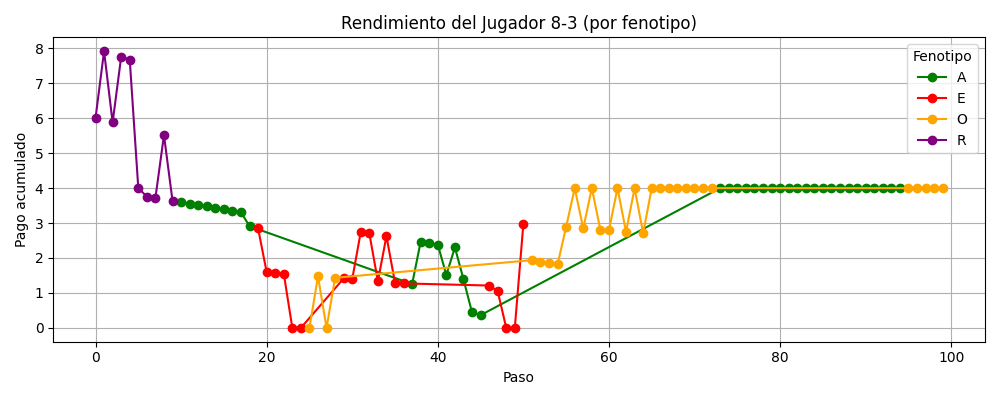 Rendimiento del Jugador 8-3 (por fenotipo)
8
7
6
5
4
3
2
1
0
Pago acumulado
0 20 40 60 80 100
Paso
Fenotipo
A
E
O
R